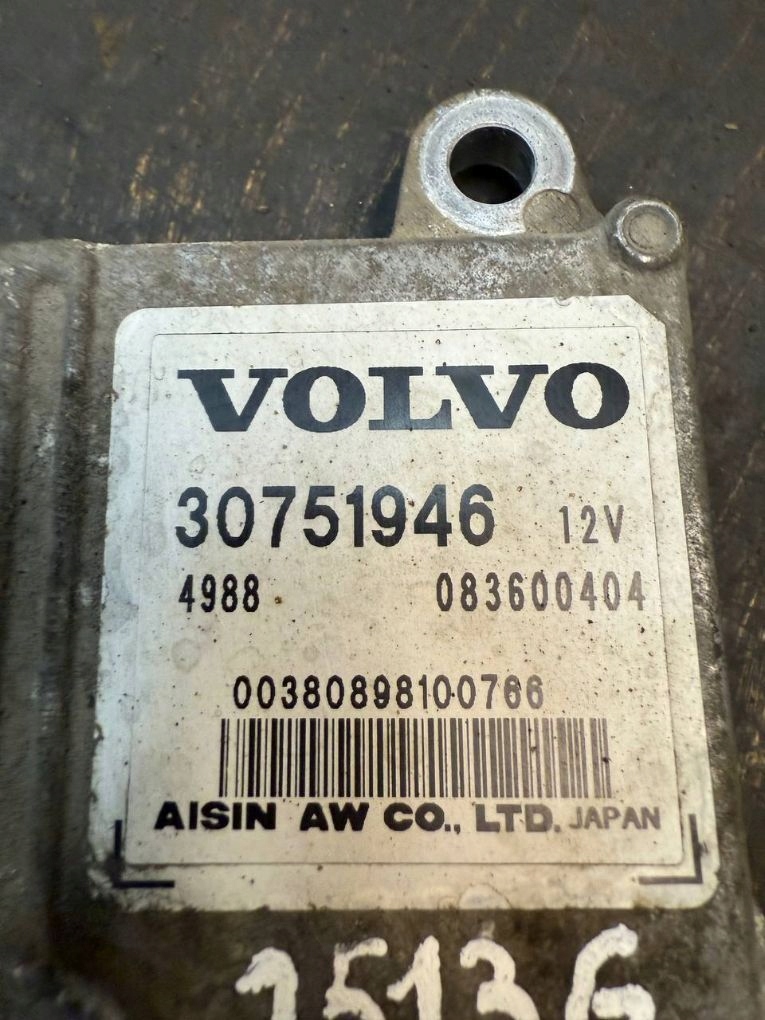 VOLVO
30751946 12V
4988 083600404
00380898100766
AISIN AW CO., LTD. JAPAN